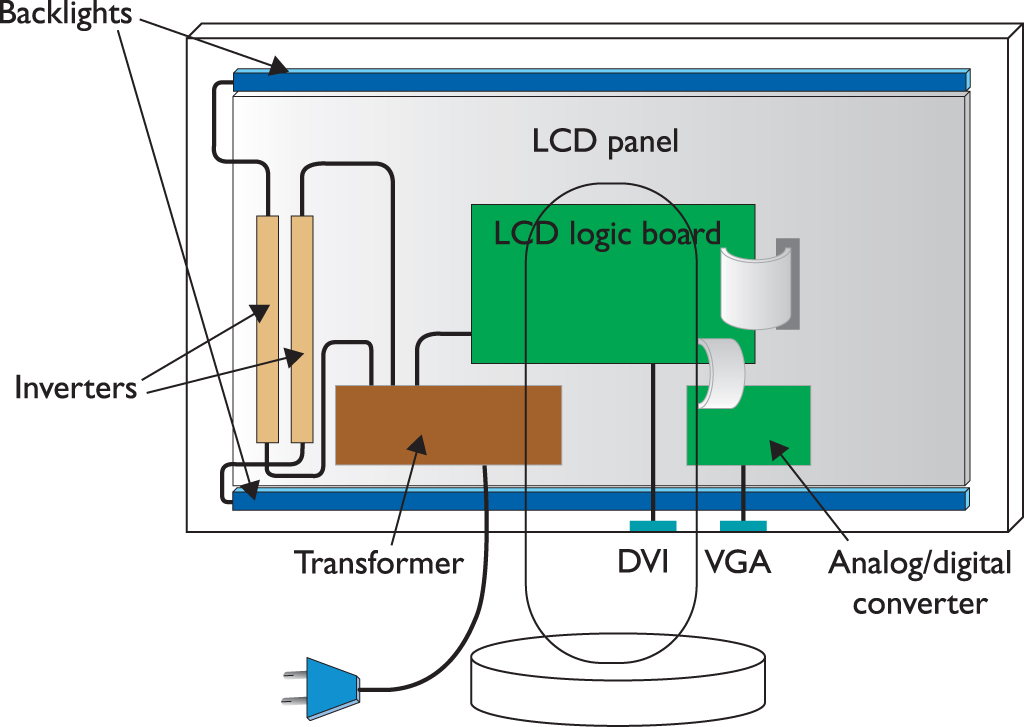 Backlights
LCD panel
LCD logic board
Inverters
Transformer
DVI
VGA
Analog/digital
converter